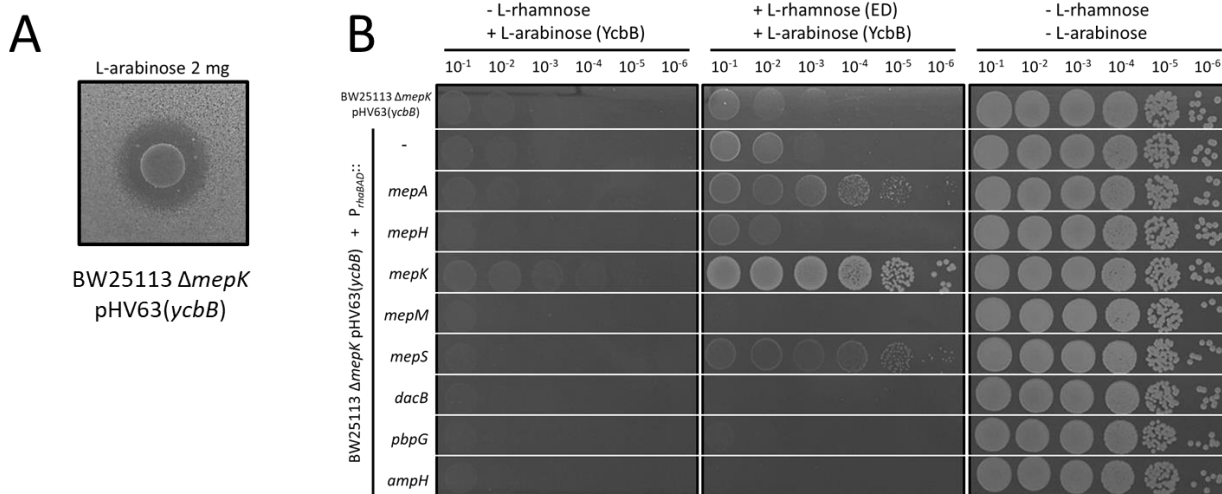 A
L-arabinose 2 mg
BW25113 ΔmepK
pHV63(ycbB)
B
- L-rhamnose
+ L-arabinose (YcbB)
+ L-rhamnose (ED)
+ L-arabinose (YcbB)
- L-rhamnose
- L-arabinose
10⁻¹ 10⁻² 10⁻³ 10⁻⁴ 10⁻⁵ 10⁻⁶
10⁻¹ 10⁻² 10⁻³ 10⁻⁴ 10⁻⁵ 10⁻⁶
10⁻¹ 10⁻² 10⁻³ 10⁻⁴ 10⁻⁵ 10⁻⁶
BW25113 ΔmepK
pHV63(ycbB)
BW25113 ΔmepK pHV63(ycbB) + PrhaBAD::
-
mepA
mepH
mepK
mepM
mepS
dacB
pbpG
ampH